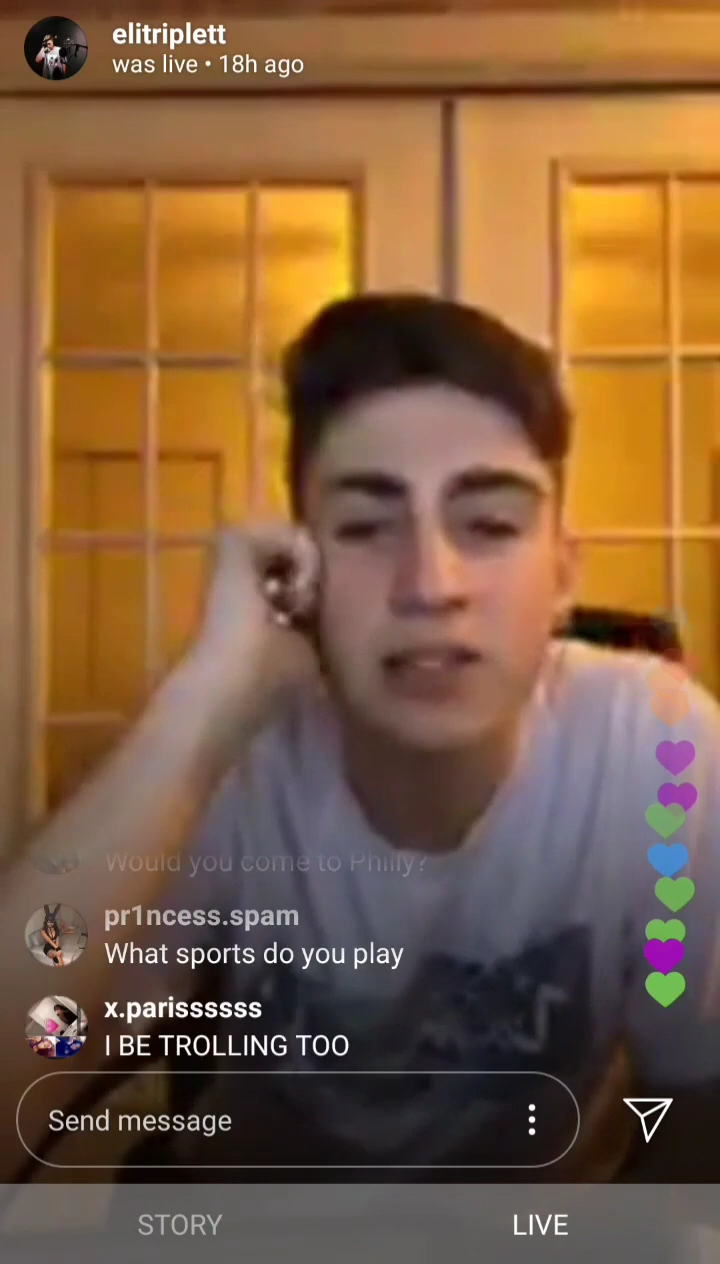 elitriplett
was live • 18h ago
Would you come to Philly?
pr1ncess.spam
What sports do you play
x.parissssss
I BE TROLLING TOO
Send message
STORY
LIVE